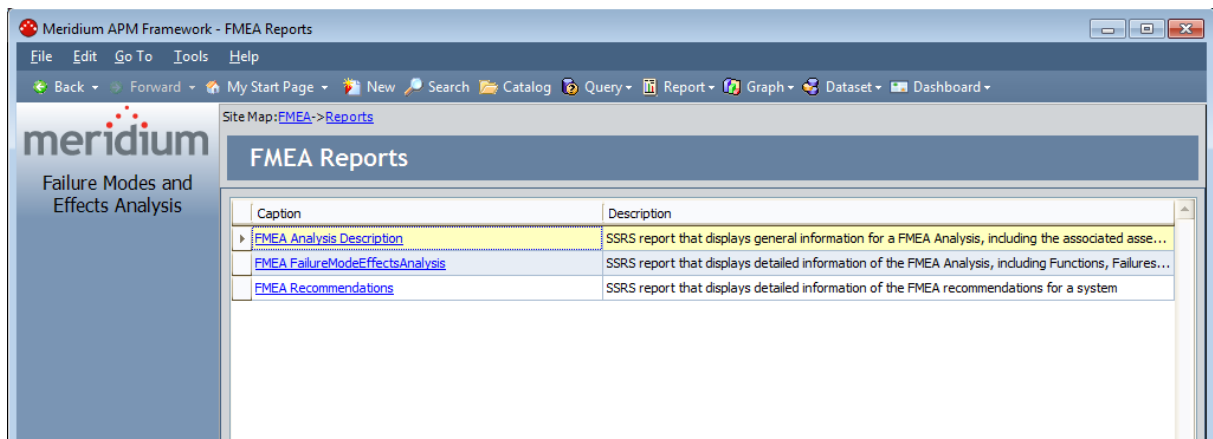 Meridium APM Framework - FMEA Reports
File Edit Go To Tools Help
Back Forward My Start Page New Search Catalog Query Report Graph Dataset Dashboard
meridium
Failure Modes and
Effects Analysis
Site Map:FMEA->Reports
FMEA Reports
Caption Description
FMEA Analysis Description SSRS report that displays general information for a FMEA Analysis, including the associated asse...
FMEA FailureModeEffectsAnalysis SSRS report that displays detailed information of the FMEA Analysis, including Functions, Failures...
FMEA Recommendations SSRS report that displays detailed information of the FMEA recommendations for a system